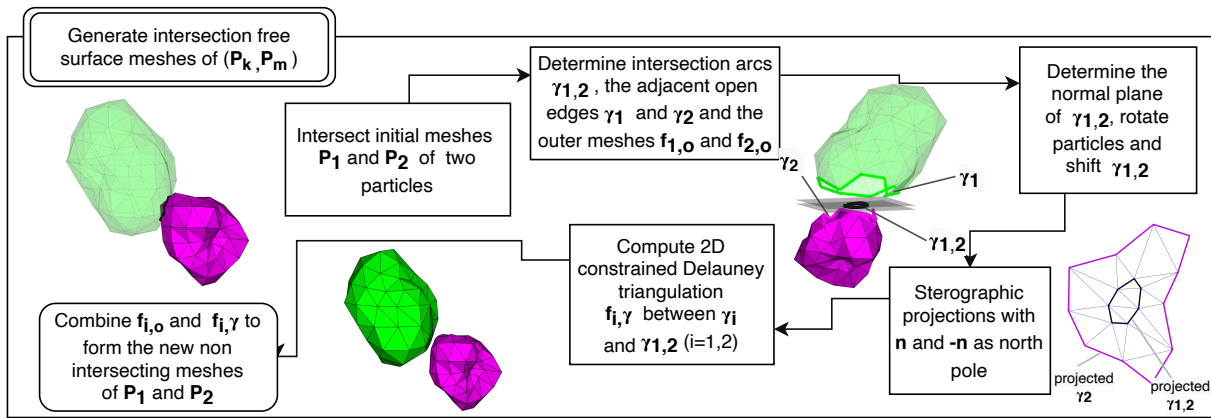 Generate intersection free
surface meshes of (Pk ,Pm )
Intersect initial meshes
P1 and P2 of two
particles
Determine intersection arcs
γ1,2 , the adjacent open
edges γ1 and γ2 and the
outer meshes f1,o and f2,o
Determine the
normal plane
of γ1,2, rotate
particles and
shift γ1,2
γ2
γ1
γ1,2
Sterographic
projections with
n and -n as north
pole
projected
γ2
projected
γ1,2
Compute 2D
constrained Delauney
triangulation
fi,γ between γi
and γ1,2 (i=1,2)
Combine fi,o and fi,γ to
form the new non
intersecting meshes
of P1 and P2